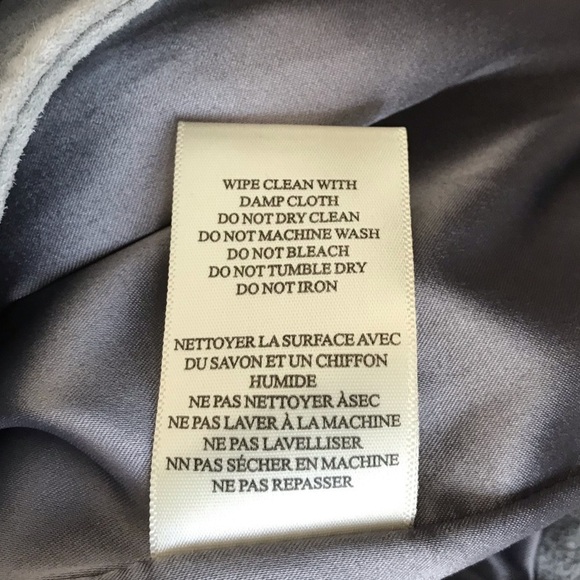 WIPE CLEAN WITH
DAMP CLOTH
DO NOT DRY CLEAN
DO NOT MACHINE WASH
DO NOT BLEACH
DO NOT TUMBLE DRY
DO NOT IRON
NETTOYER LA SURFACE AVEC
DU SAVON ET UN CHIFFON
HUMIDE
NE PAS NETTOYER ÀSEC
NE PAS LAVER À LA MACHINE
NE PAS LAVELLISER
NN PAS SÉCHER EN MACHINE
NE PAS REPASSER